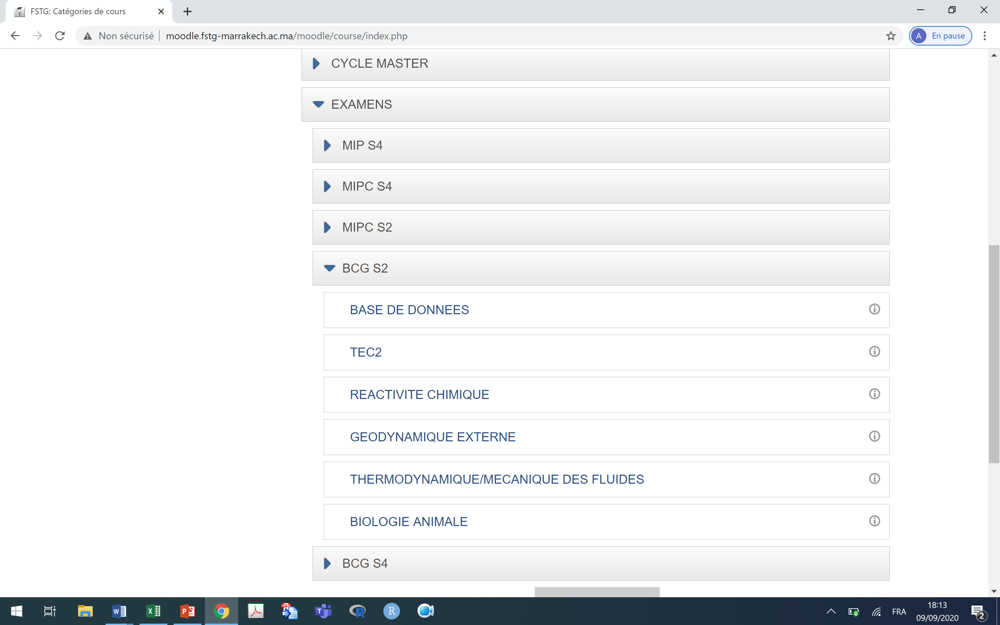 FSTG: Catégories de cours
Non sécurisé
moodle.fstg-marrakech.ac.ma/moodle/course/index.php
A En pause
CYCLE MASTER
EXAMENS
MIP S4
MIPC S4
MIPC S2
BCG S2
BASE DE DONNEES
TEC2
REACTIVITE CHIMIQUE
GEODYNAMIQUE EXTERNE
THERMODYNAMIQUE/MECANIQUE DES FLUIDES
BIOLOGIE ANIMALE
BCG S4
FRA
18:13
09/09/2020
2